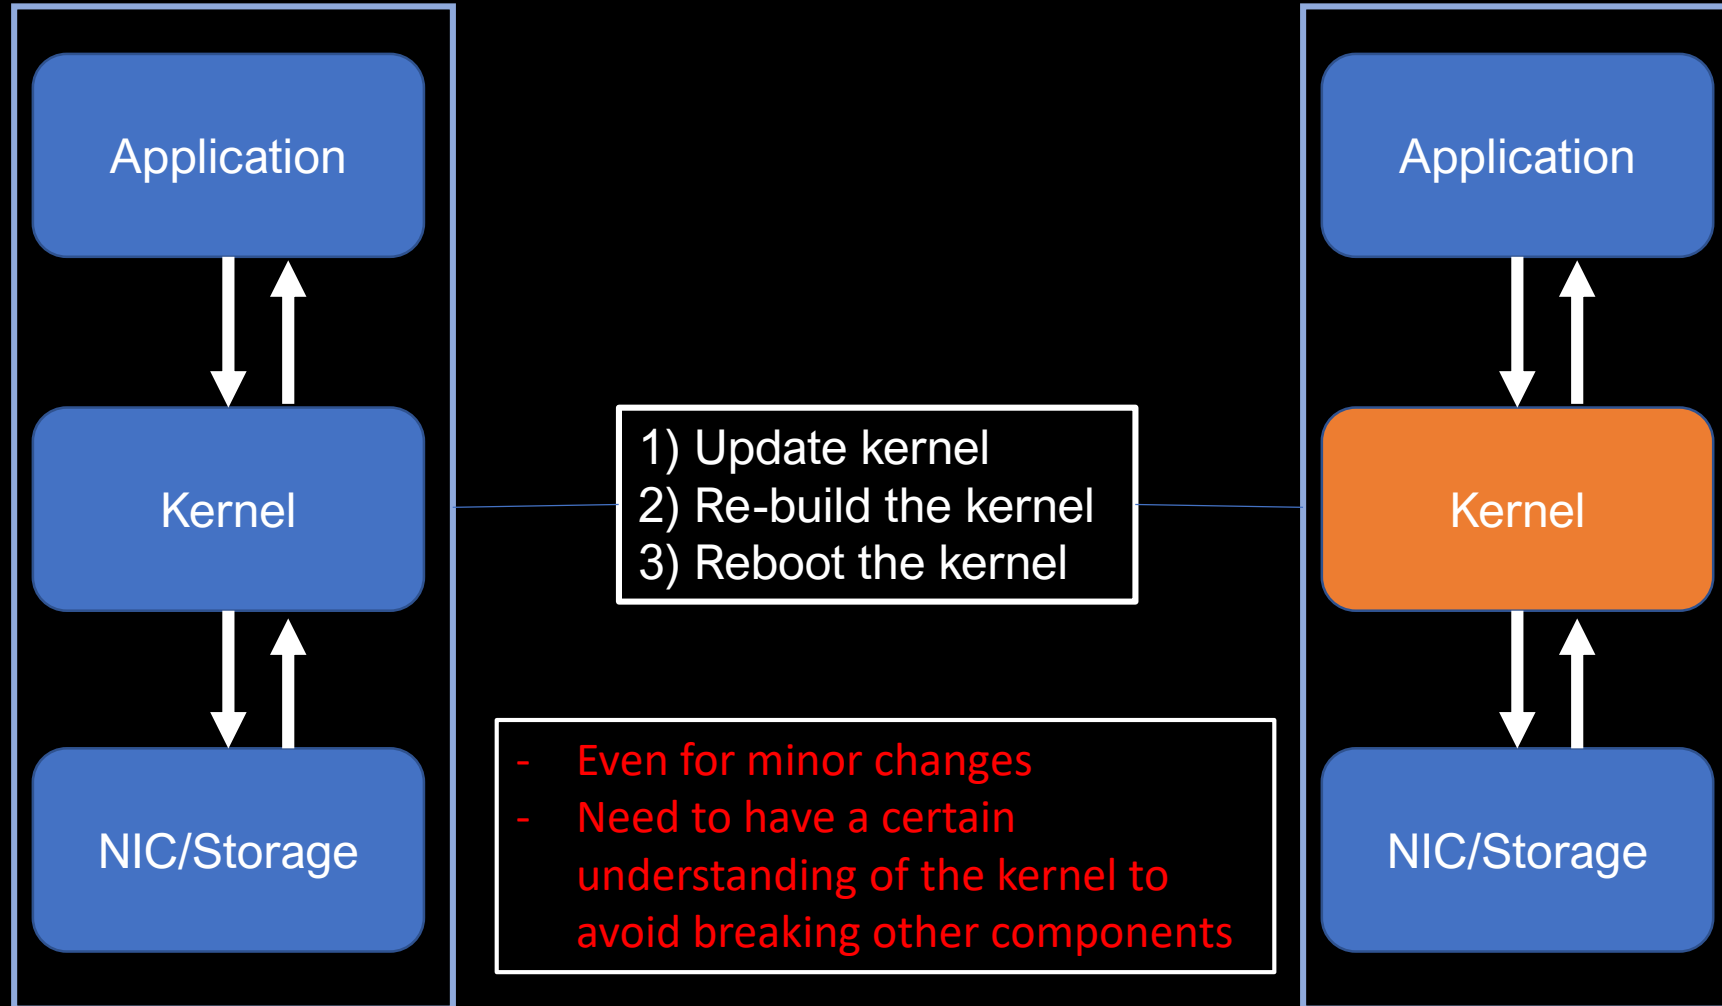 Application
Kernel
NIC/Storage
1) Update kernel
2) Re-build the kernel
3) Reboot the kernel
- Even for minor changes
- Need to have a certain
understanding of the kernel to
avoid breaking other components
Application
Kernel
NIC/Storage